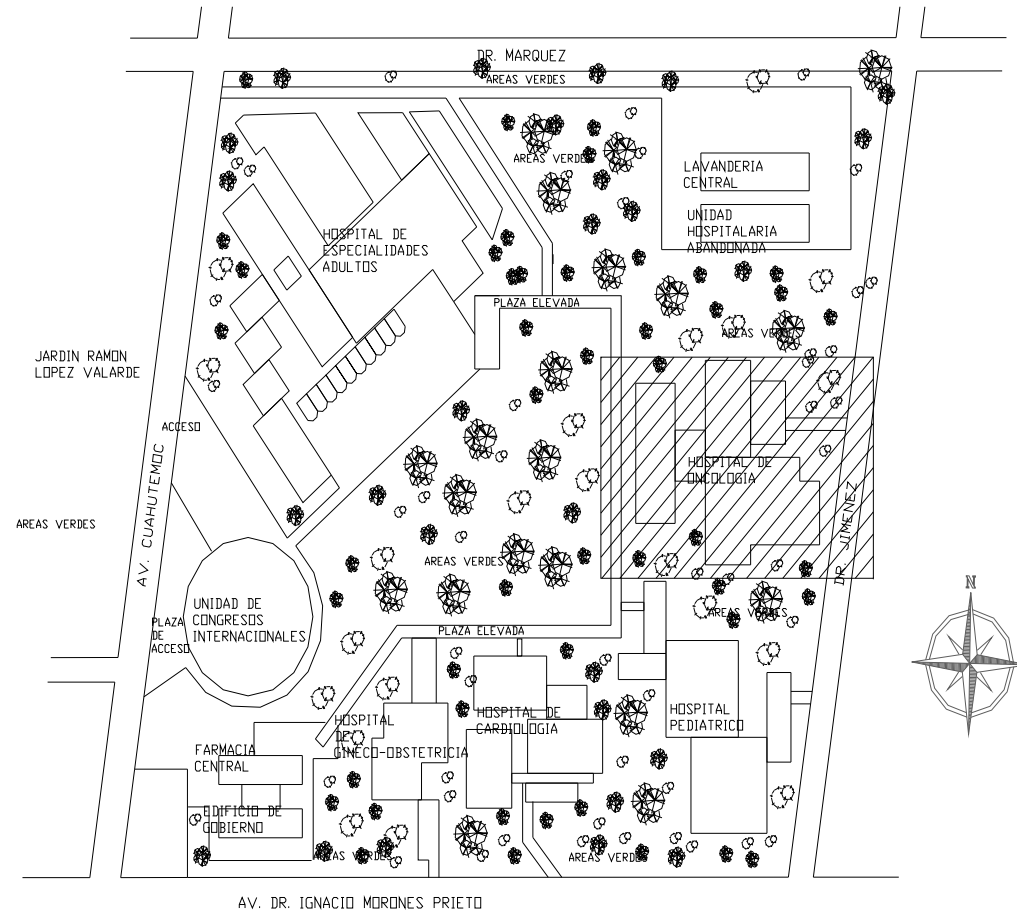 DR. MARQUEZ
AREAS VERDES
AREAS VERDES
LAVANDERIA
CENTRAL
UNIDAD
HOSPITALARIA
ABANDONADA
HOSPITAL DE
ESPECIALIDADES
ADULTOS
PLAZA ELEVADA
AREAS VERDES
JARDIN RAMON
LOPEZ VALARDE
ACCESO
HOSPITAL DE
ONCOLOGIA
AV. CUAHUTEMOC
DR. JIMENEZ
AREAS VERDES
AREAS VERDES
UNIDAD DE
CONGRESOS
INTERNACIONALES
PLAZA
DE
ACCESO
PLAZA ELEVADA
AREAS VERDES
N
HOSPITAL
DE
GINECO-OBSTETRICIA
HOSPITAL DE
CARDIOLOGIA
HOSPITAL
PEDIATRICO
FARMACIA
CENTRAL
EDIFICIO DE
GOBIERNO
AREAS VERDES
AREAS VERDES
AV. DR. IGNACIO MORONES PRIETO